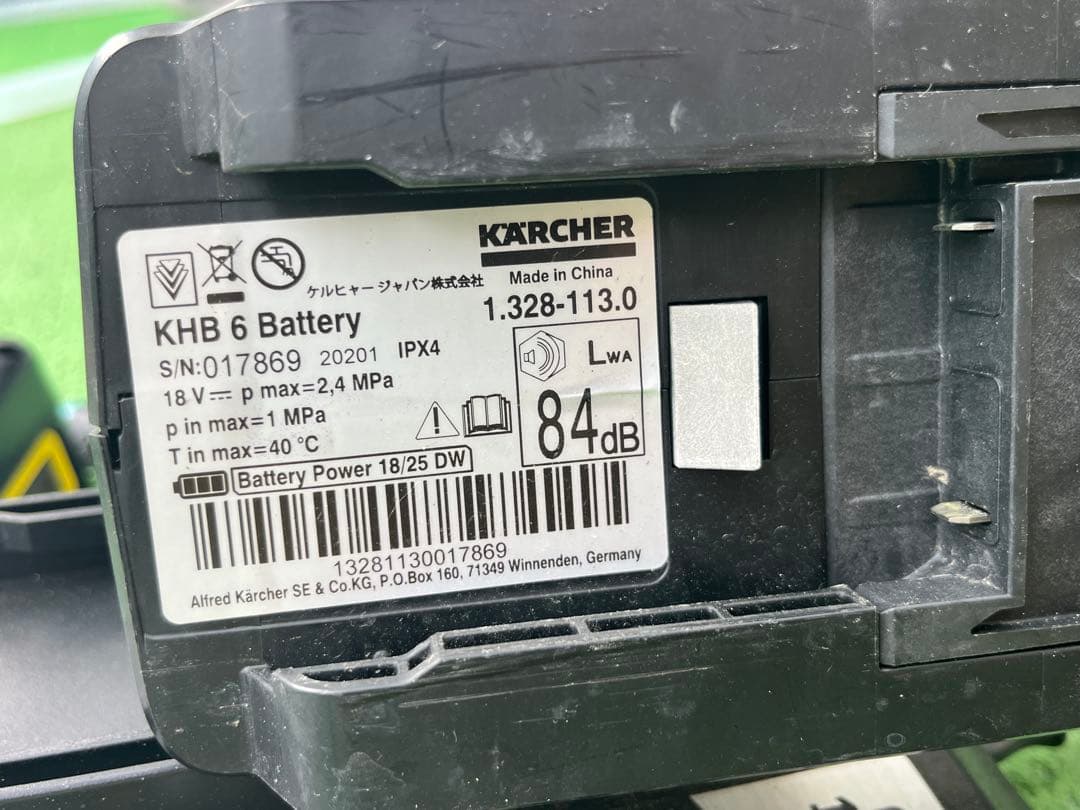 KÄRCHER
Made in China
ケルヒャー ジャパン株式会社
1.328-113.0
KHB 6 Battery
S/N:017869 20201 IPX4
18 V⎓ p max=2,4 MPa
p in max=1 MPa
T in max=40 °C
LWA
84dB
Battery Power 18/25 DW
13281130017869
Alfred Kärcher SE & Co.KG, P.O.Box 160, 71349 Winnenden, Germany